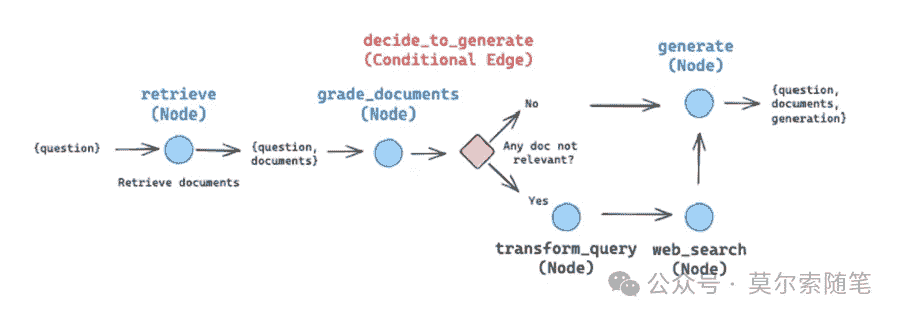 decide_to_generate
(Conditional Edge)
generate
(Node)
retrieve
(Node)
grade_documents
(Node)
No
{question,
documents,
generation}
{question}
{question,
documents}
Any doc not
relevant?
Retrieve documents
Yes
transform_query
(Node)
web_search
(Node)
公众号 · 莫尔索随笔